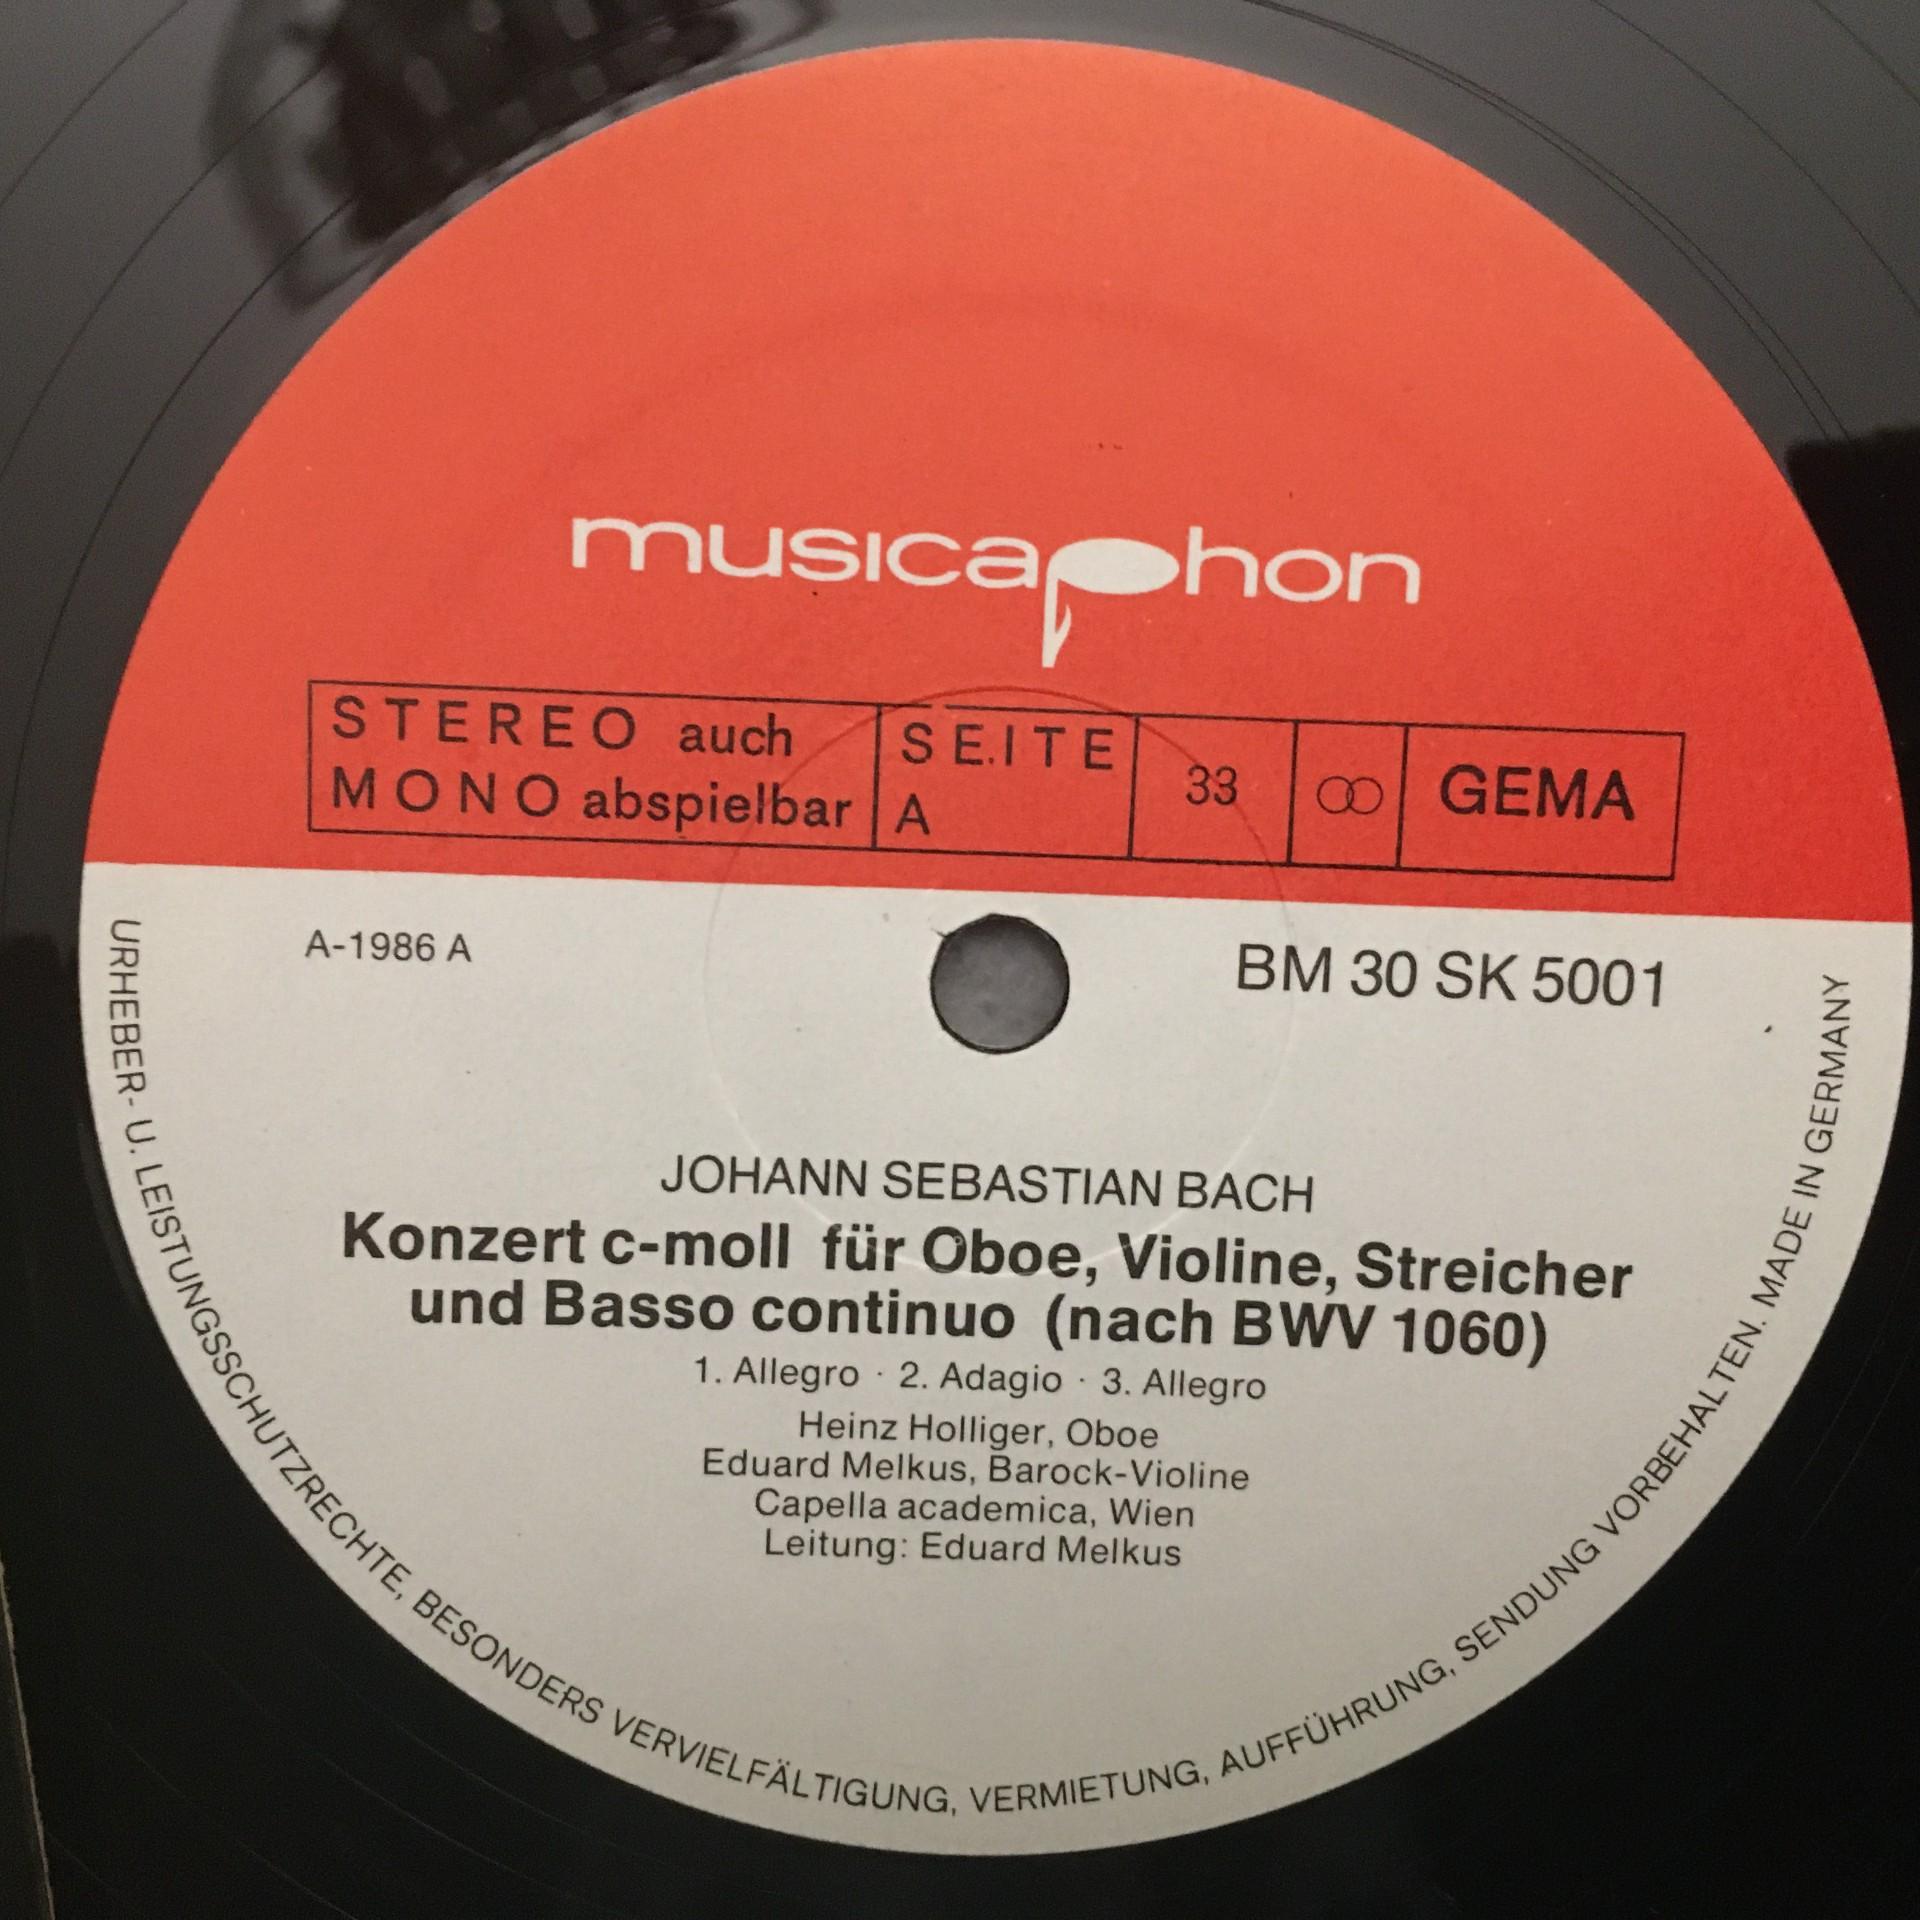 musicaphon
STEREO auch
MONO abspielbar
SEITE
A
33
GEMA
A-1986 A
BM 30 SK 5001
JOHANN SEBASTIAN BACH
Konzert c-moll für Oboe, Violine, Streicher
und Basso continuo (nach BWV 1060)
1. Allegro · 2. Adagio · 3. Allegro
Heinz Holliger, Oboe
Eduard Melkus, Barock-Violine
Capella academica, Wien
Leitung: Eduard Melkus
URHEBER- U. LEISTUNGSSCHUTZRECHTE, BESONDERS VERVIELFÄLTIGUNG, VERMIETUNG, AUFFÜHRUNG, SENDUNG VORBEHALTEN. MADE IN GERMANY